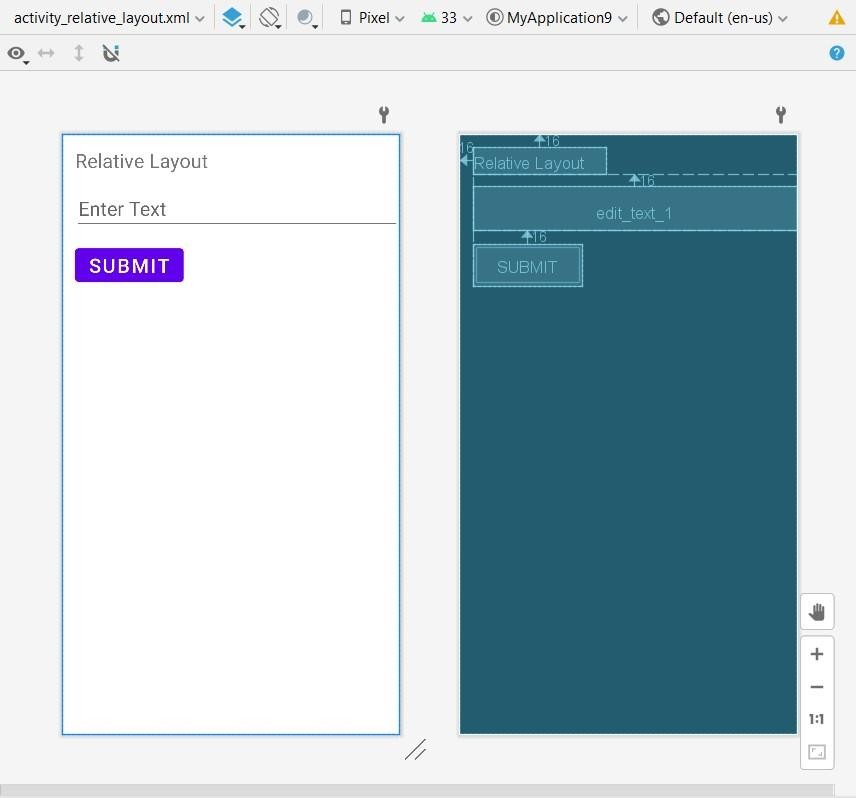 activity_relative_layout.xml Pixel 33 MyApplication9 Default (en-us)
Relative Layout
Enter Text
SUBMIT
16
16
Relative Layout
16
edit_text_1
16
SUBMIT
1:1